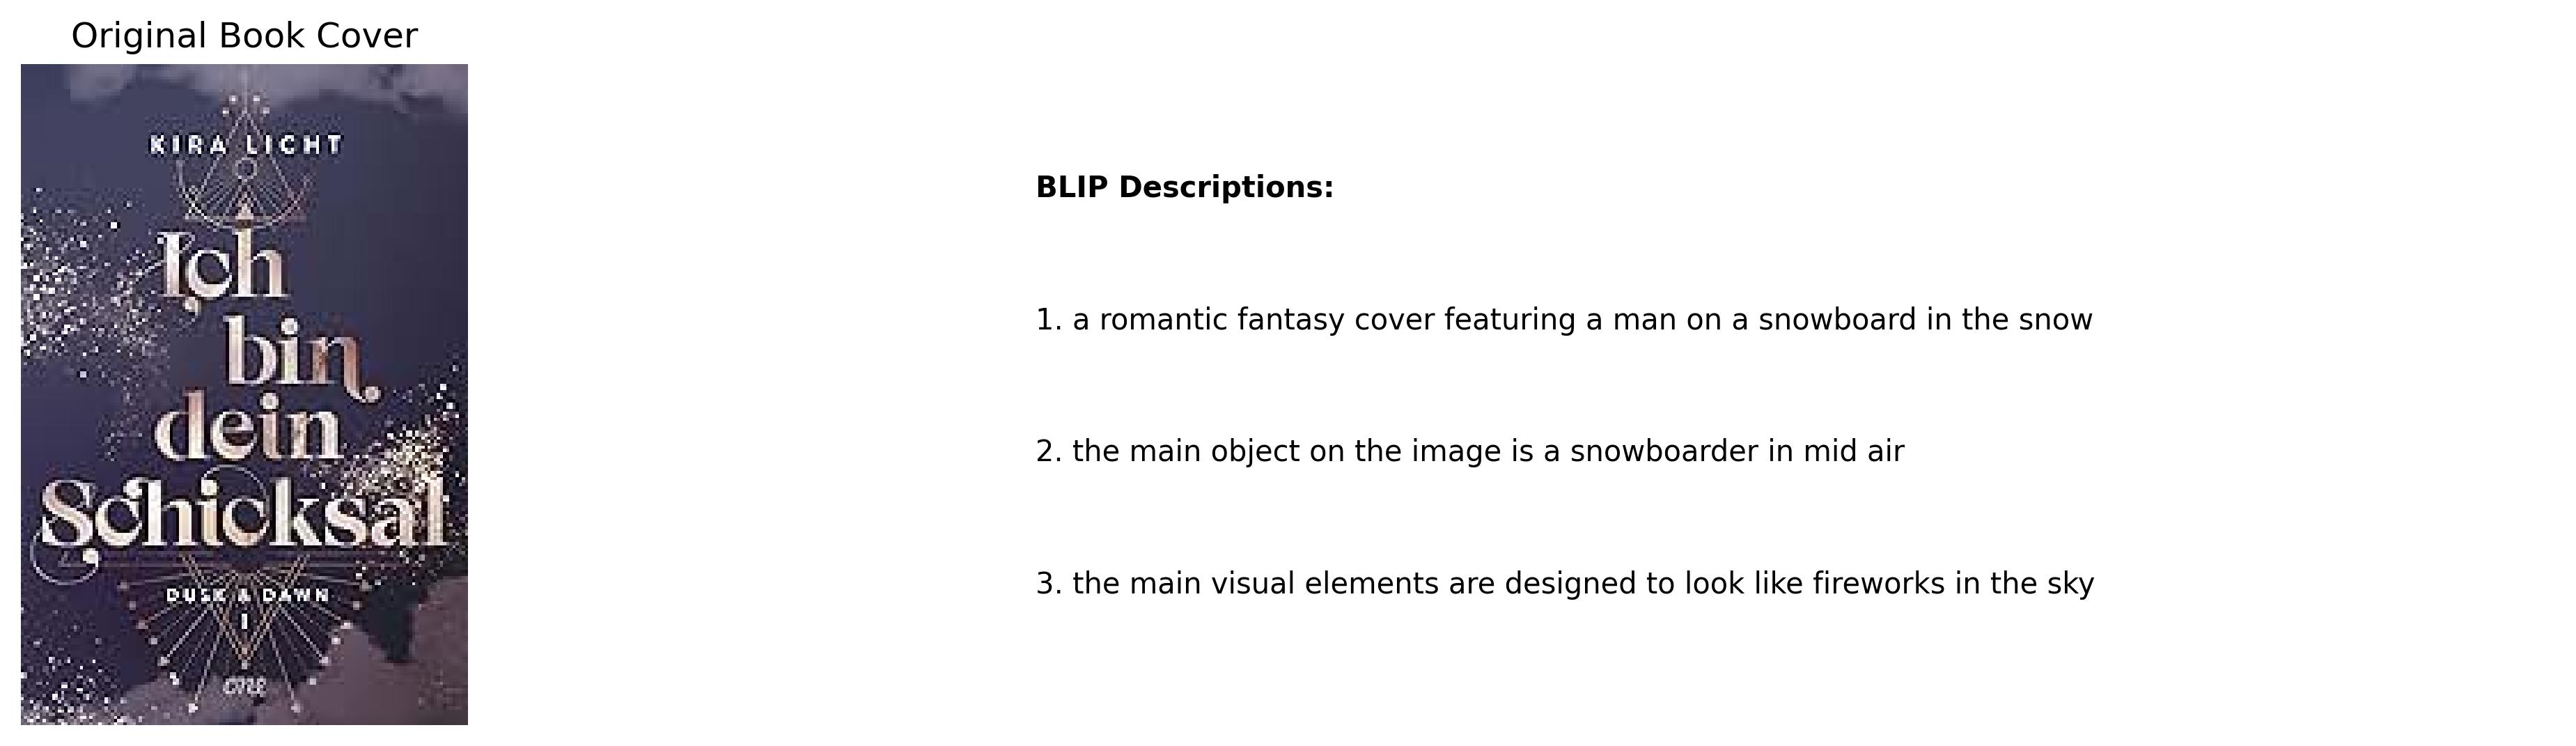 Original Book Cover
KIRA LICHT
Ich
bin
dein
Schicksal
DUSK & DAWN
I
one
BLIP Descriptions:
1. a romantic fantasy cover featuring a man on a snowboard in the snow
2. the main object on the image is a snowboarder in mid air
3. the main visual elements are designed to look like fireworks in the sky